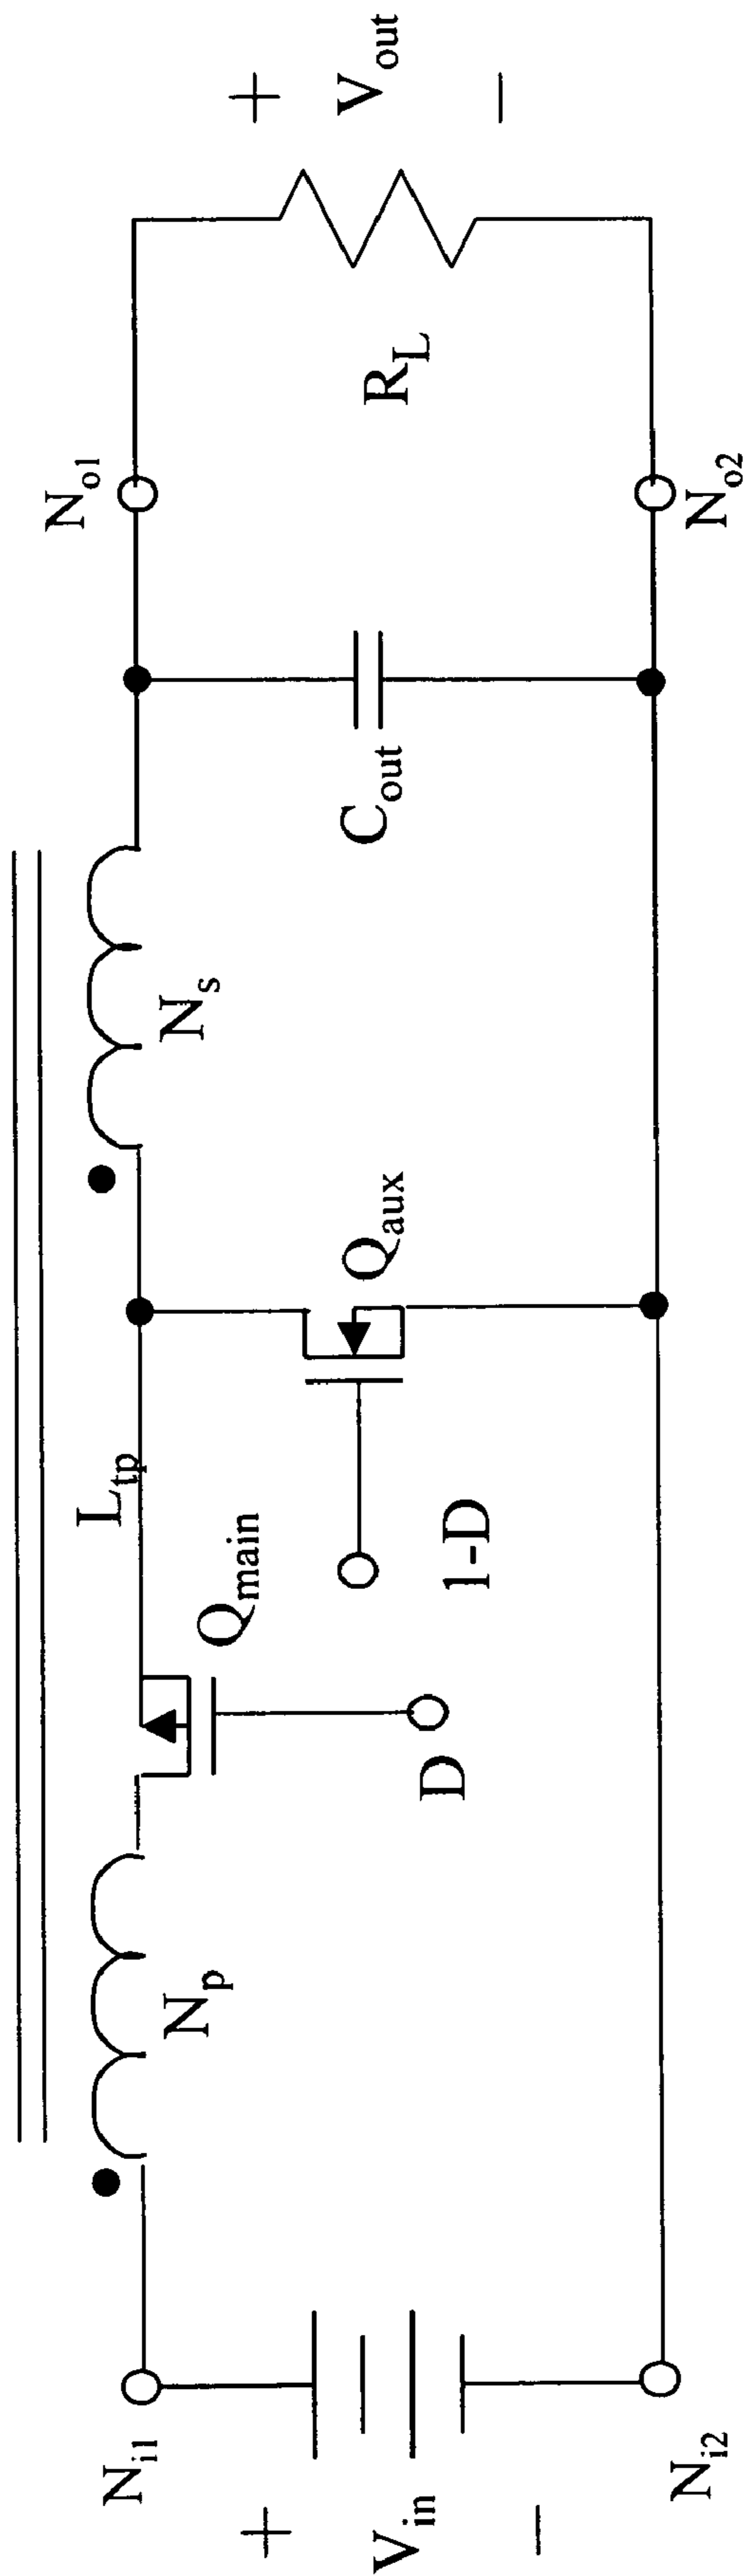 N_i1
+
V_in
−
N_i2
N_p
D
Q_main
L_tp
1-D
Q_aux
N_s
C_out
N_o1
N_o2
R_L
+
V_out
−